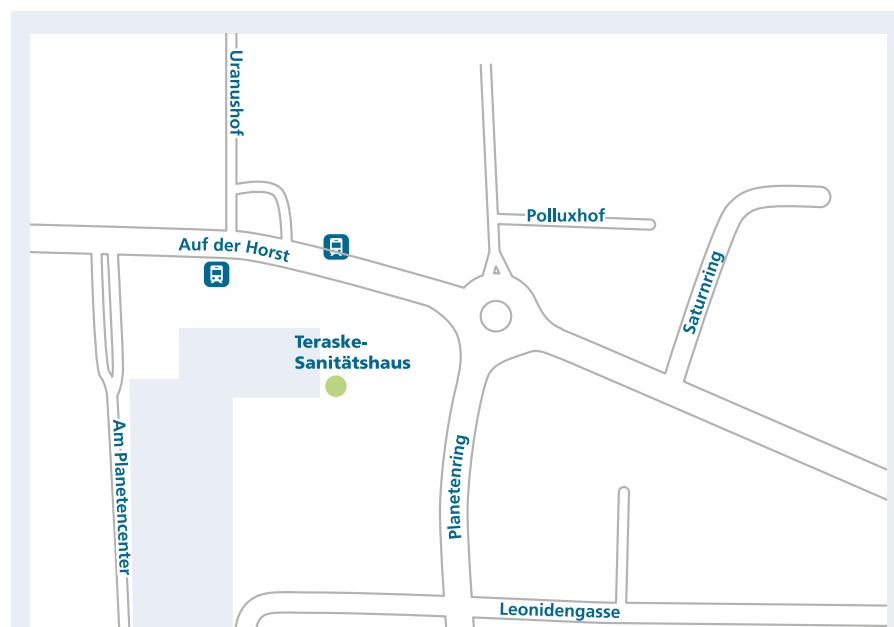 Uranushof
Polluxhof
Auf der Horst
Saturnring
Teraske-
Sanitätshaus
Am Planetencenter
Planetenring
Leonidengasse